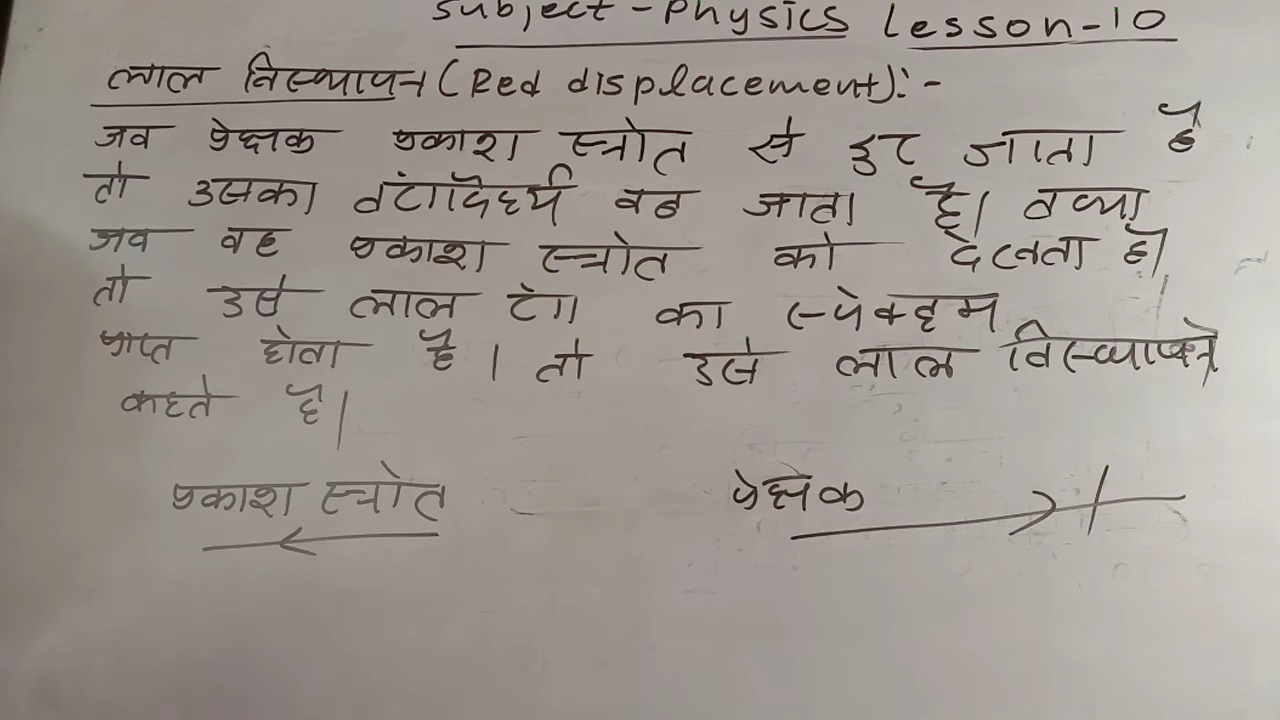 Subject - Physics Lesson-10
लाल विस्थापन (Red displacement):-
जब प्रेक्षक प्रकाश स्त्रोत से दूर जाता है
तो उसका तरंगदैर्ध्य बढ जाता है। तथा
जब वह प्रकाश स्त्रोत को देखता है।
तो उसे लाल रंग का स्पेक्ट्रम
प्राप्त होता है। तो उसे लाल विस्थापन
कहते है।
प्रकाश स्त्रोत प्रेक्षक